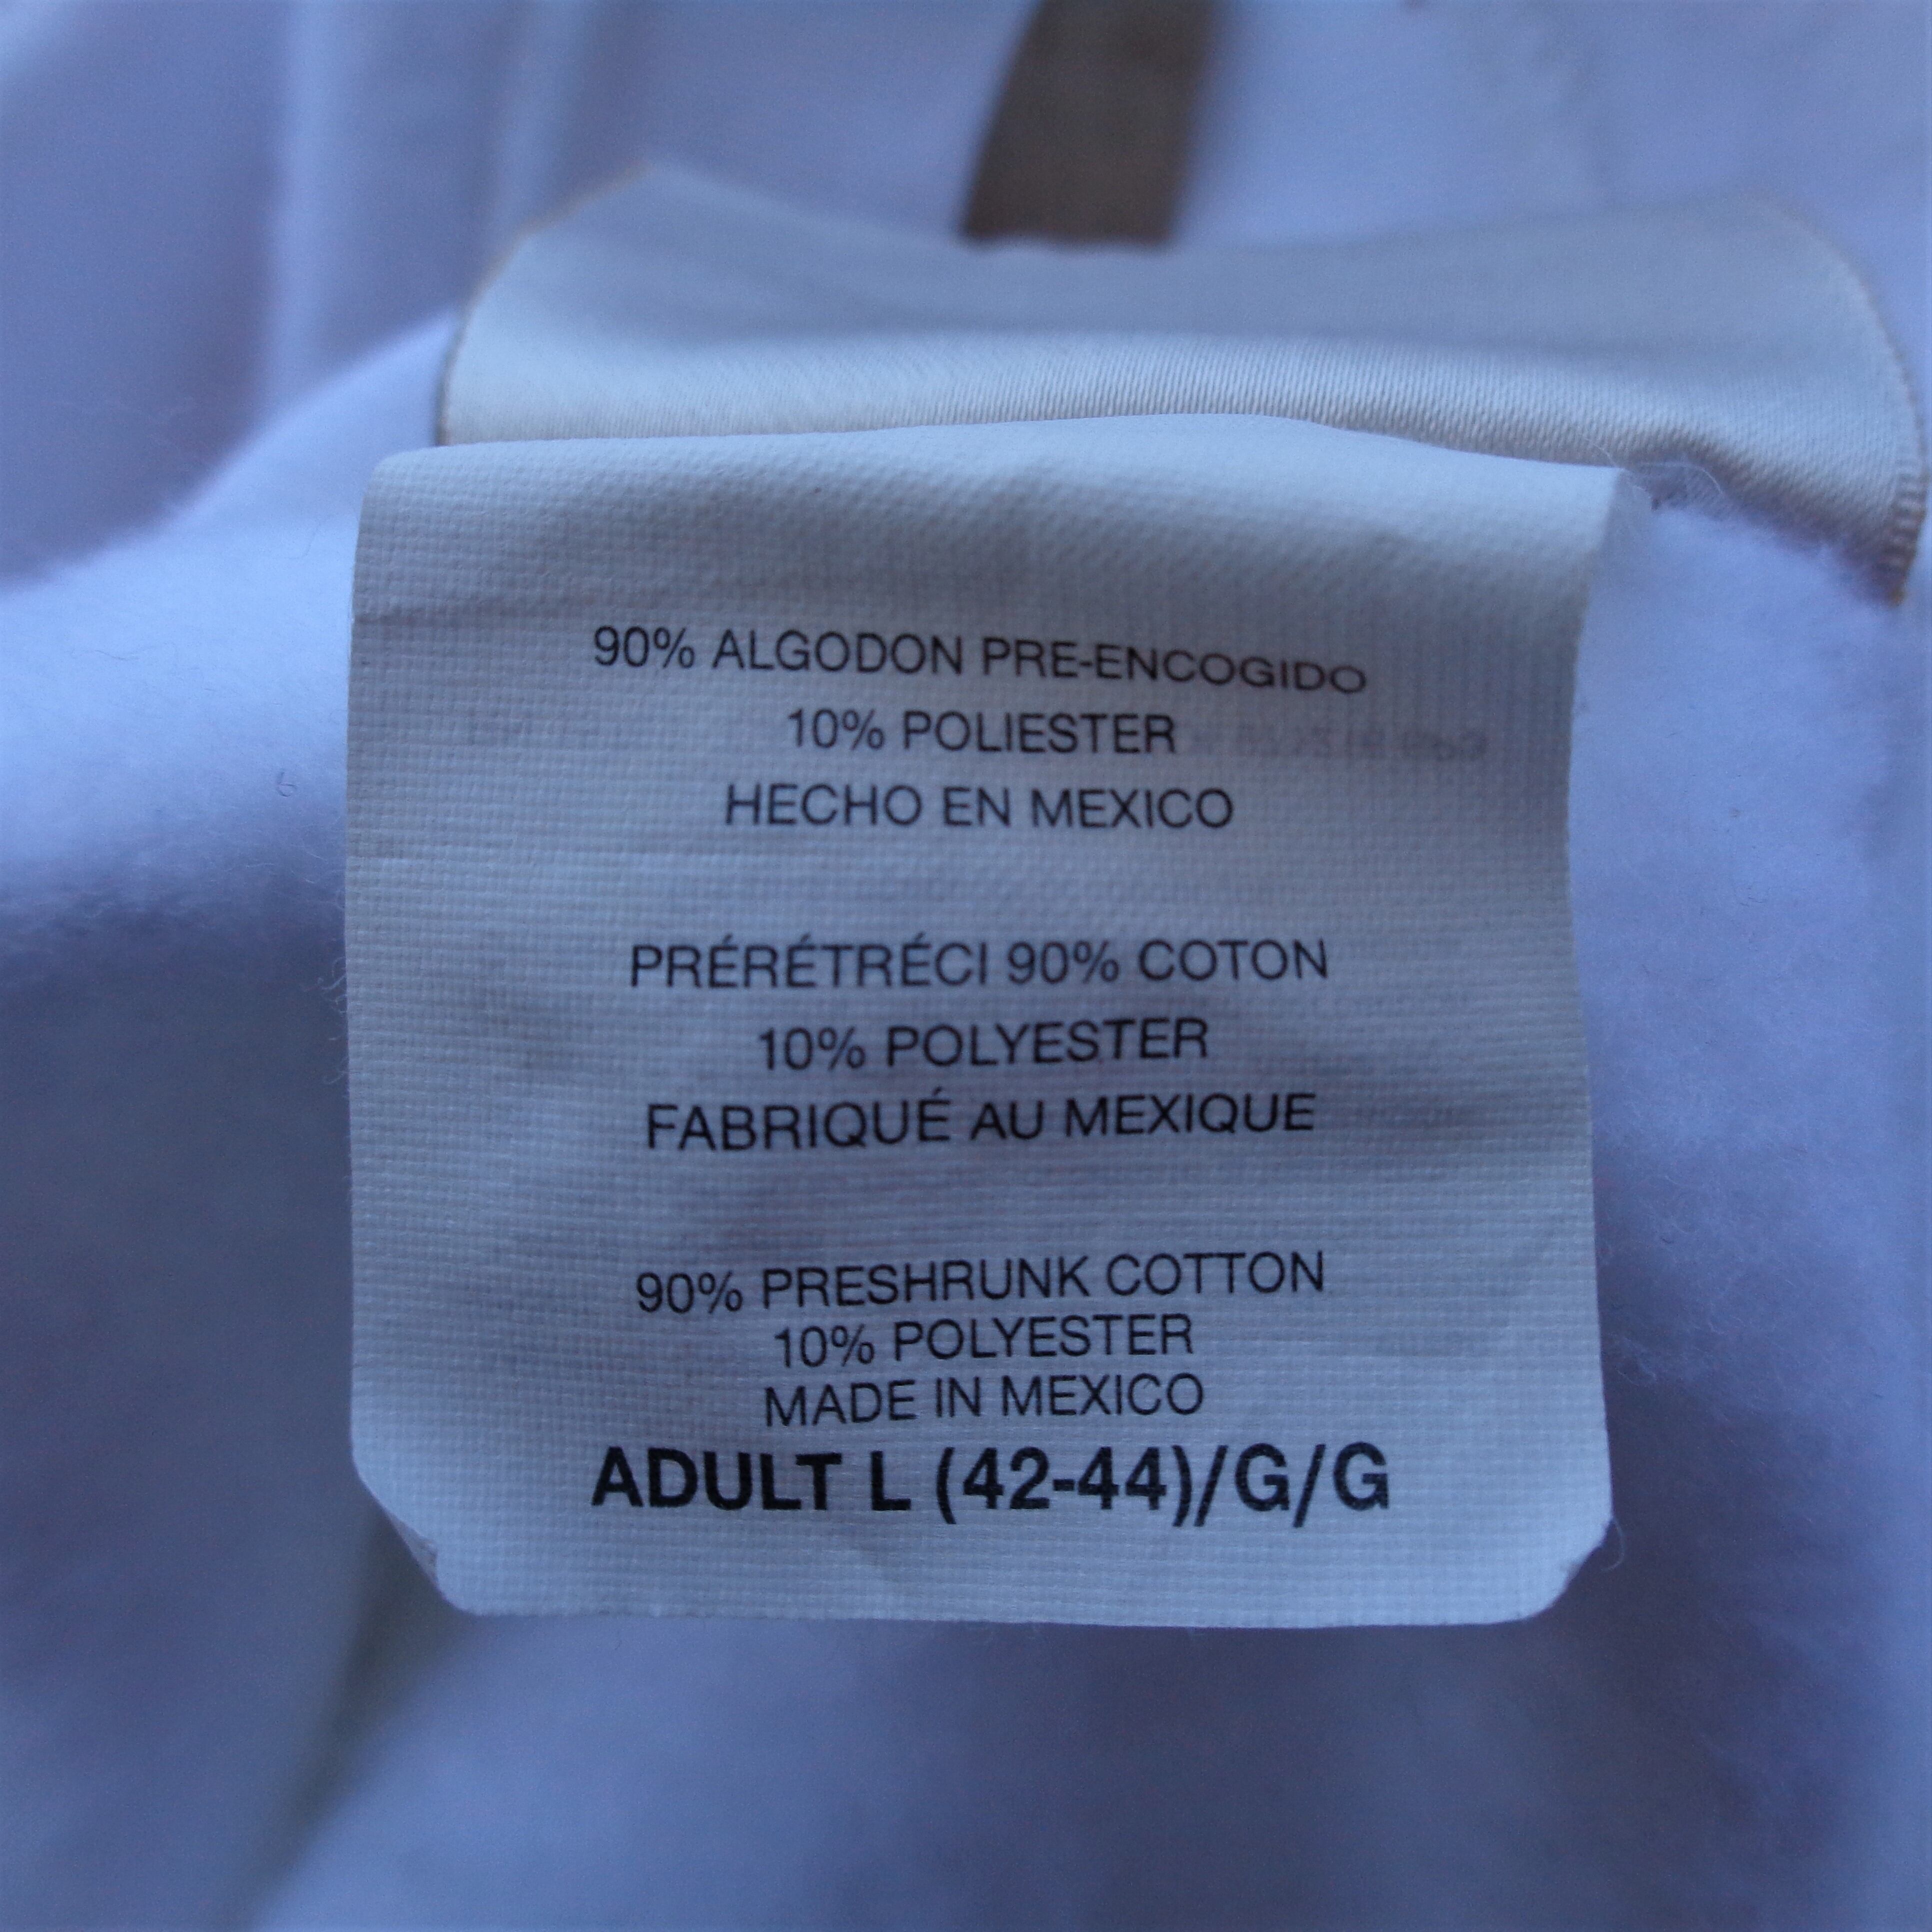 90% ALGODON PRE-ENCOGIDO
10% POLIESTER
HECHO EN MEXICO
PRÉRÉTRÉCI 90% COTON
10% POLYESTER
FABRIQUÉ AU MEXIQUE
90% PRESHRUNK COTTON
10% POLYESTER
MADE IN MEXICO
ADULT L (42-44)/G/G